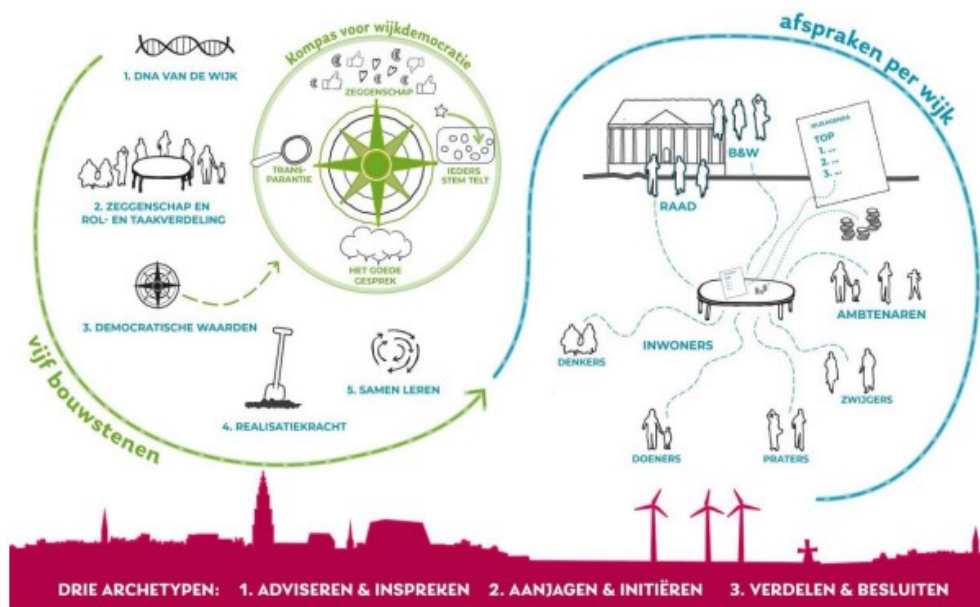 vijf bouwstenen
1. DNA VAN DE WIJK
2. ZEGGENSCHAP EN
ROL- EN TAAKVERDELING
3. DEMOCRATISCHE WAARDEN
4. REALISATIEKRACHT
5. SAMEN LEREN
Kompas voor wijkdemocratie
ZEGGENSCHAP
TRANS-
PARANTIE
IEDERS
STEM TELT
HET GOEDE
GESPREK
afspraken per wijk
B&W
RAAD
WIJKAGENDA
TOP
1. ...
2. ...
3. ...
AMBTENAREN
INWONERS
DENKERS
ZWIJGERS
DOENERS
PRATERS
DRIE ARCHETYPEN: 1. ADVISEREN & INSPREKEN 2. AANJAGEN & INITIËREN 3. VERDELEN & BESLUITEN